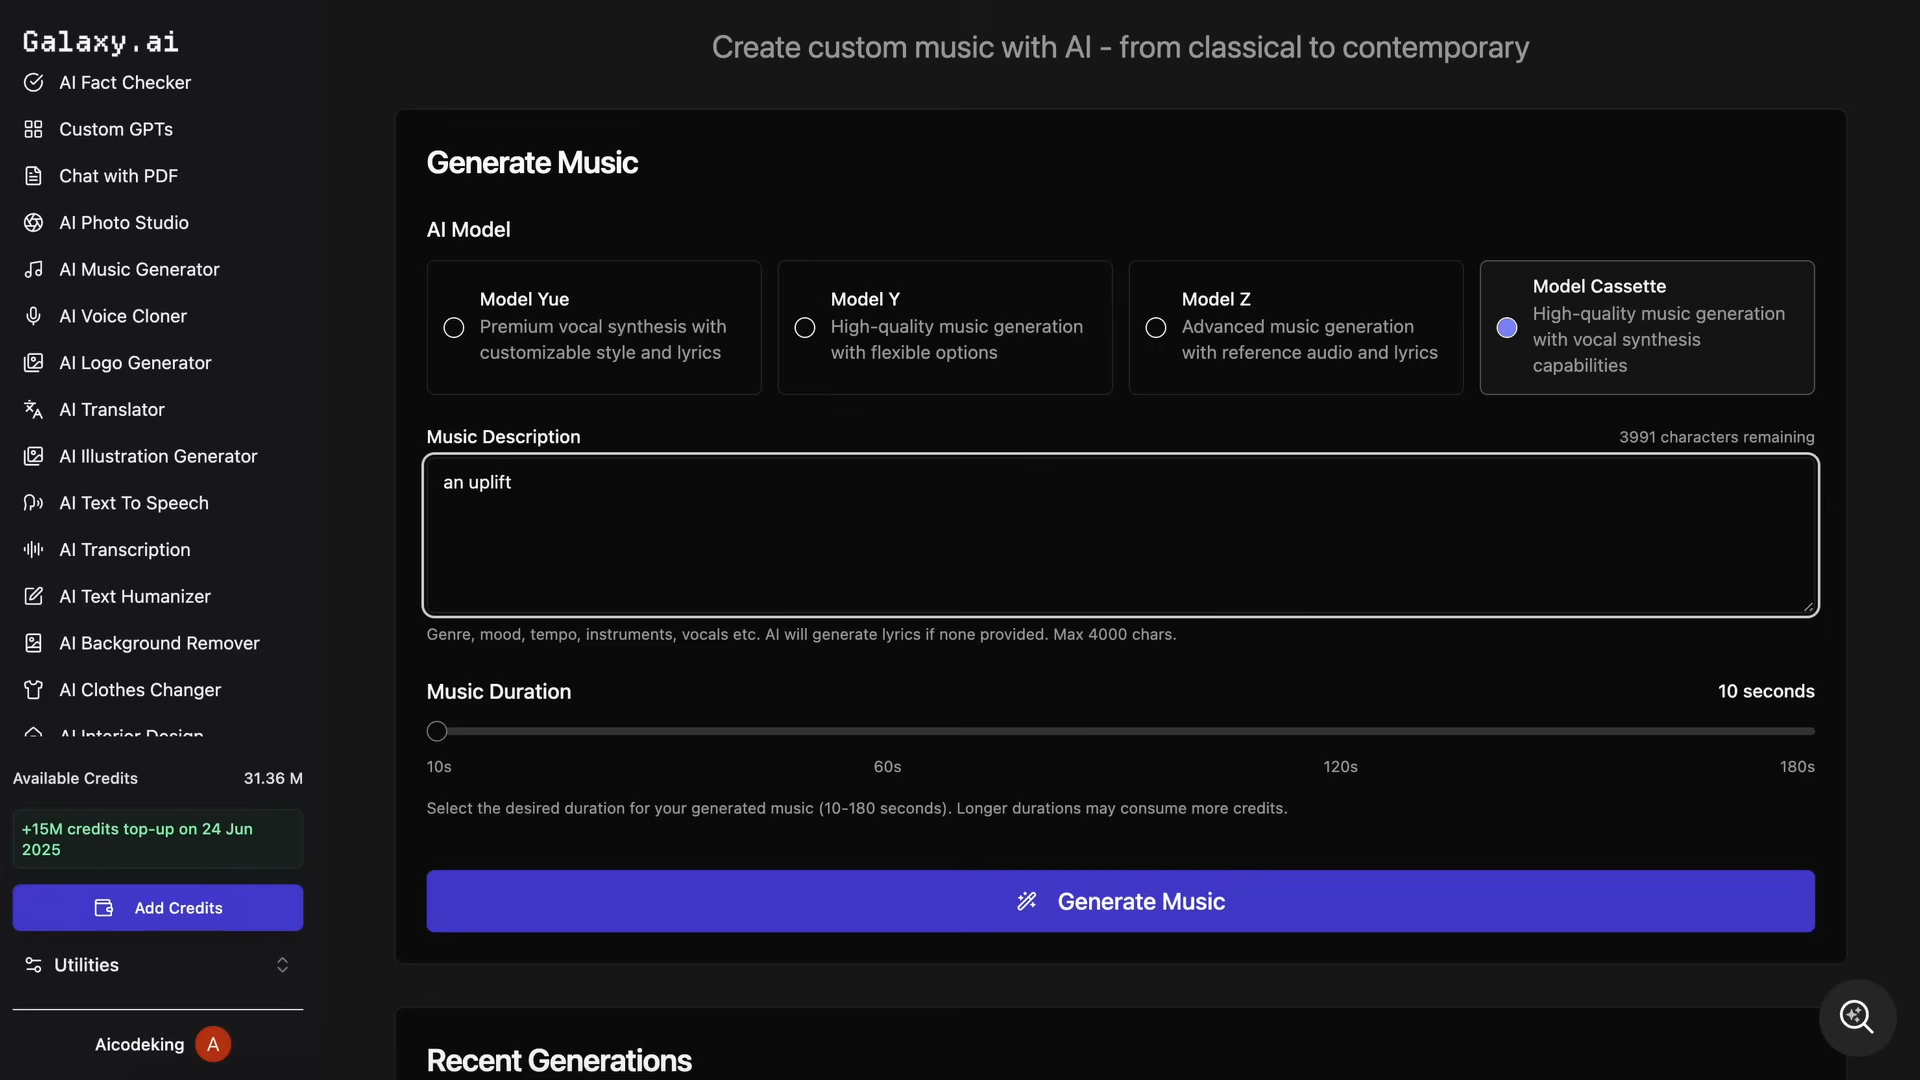 Galaxy.ai
AI Fact Checker
Custom GPTs
Chat with PDF
AI Photo Studio
AI Music Generator
AI Voice Cloner
AI Logo Generator
AI Translator
AI Illustration Generator
AI Text To Speech
AI Transcription
AI Text Humanizer
AI Background Remover
AI Clothes Changer
AI Interior Design
Available Credits 31.36 M
+15M credits top-up on 24 Jun
2025
Add Credits
Utilities
Aicodeking A
Create custom music with AI - from classical to contemporary
Generate Music
AI Model
Model Yue
Premium vocal synthesis with
customizable style and lyrics
Model Y
High-quality music generation
with flexible options
Model Z
Advanced music generation
with reference audio and lyrics
Model Cassette
High-quality music generation
with vocal synthesis
capabilities
Music Description 3991 characters remaining
an uplift
Genre, mood, tempo, instruments, vocals etc. AI will generate lyrics if none provided. Max 4000 chars.
Music Duration 10 seconds
10s 60s 120s 180s
Select the desired duration for your generated music (10-180 seconds). Longer durations may consume more credits.
Generate Music
Recent Generations